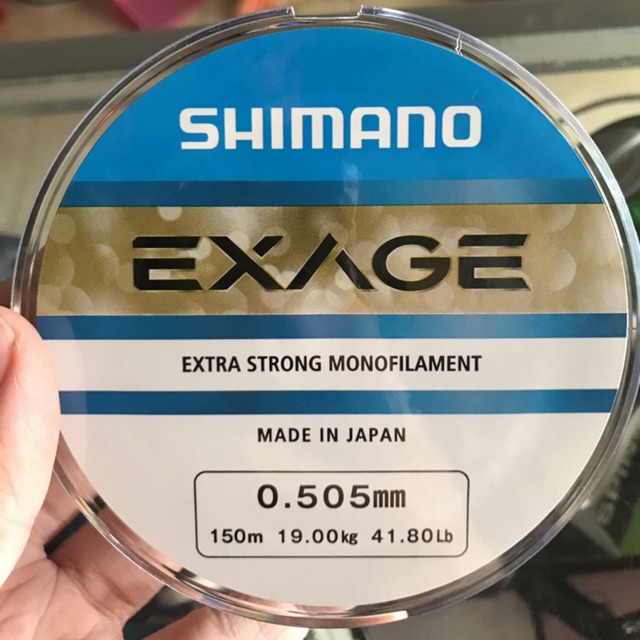 SHIMANO
EXAGE
EXTRA STRONG MONOFILAMENT
MADE IN JAPAN
0.505mm
150m 19.00kg 41.80Lb